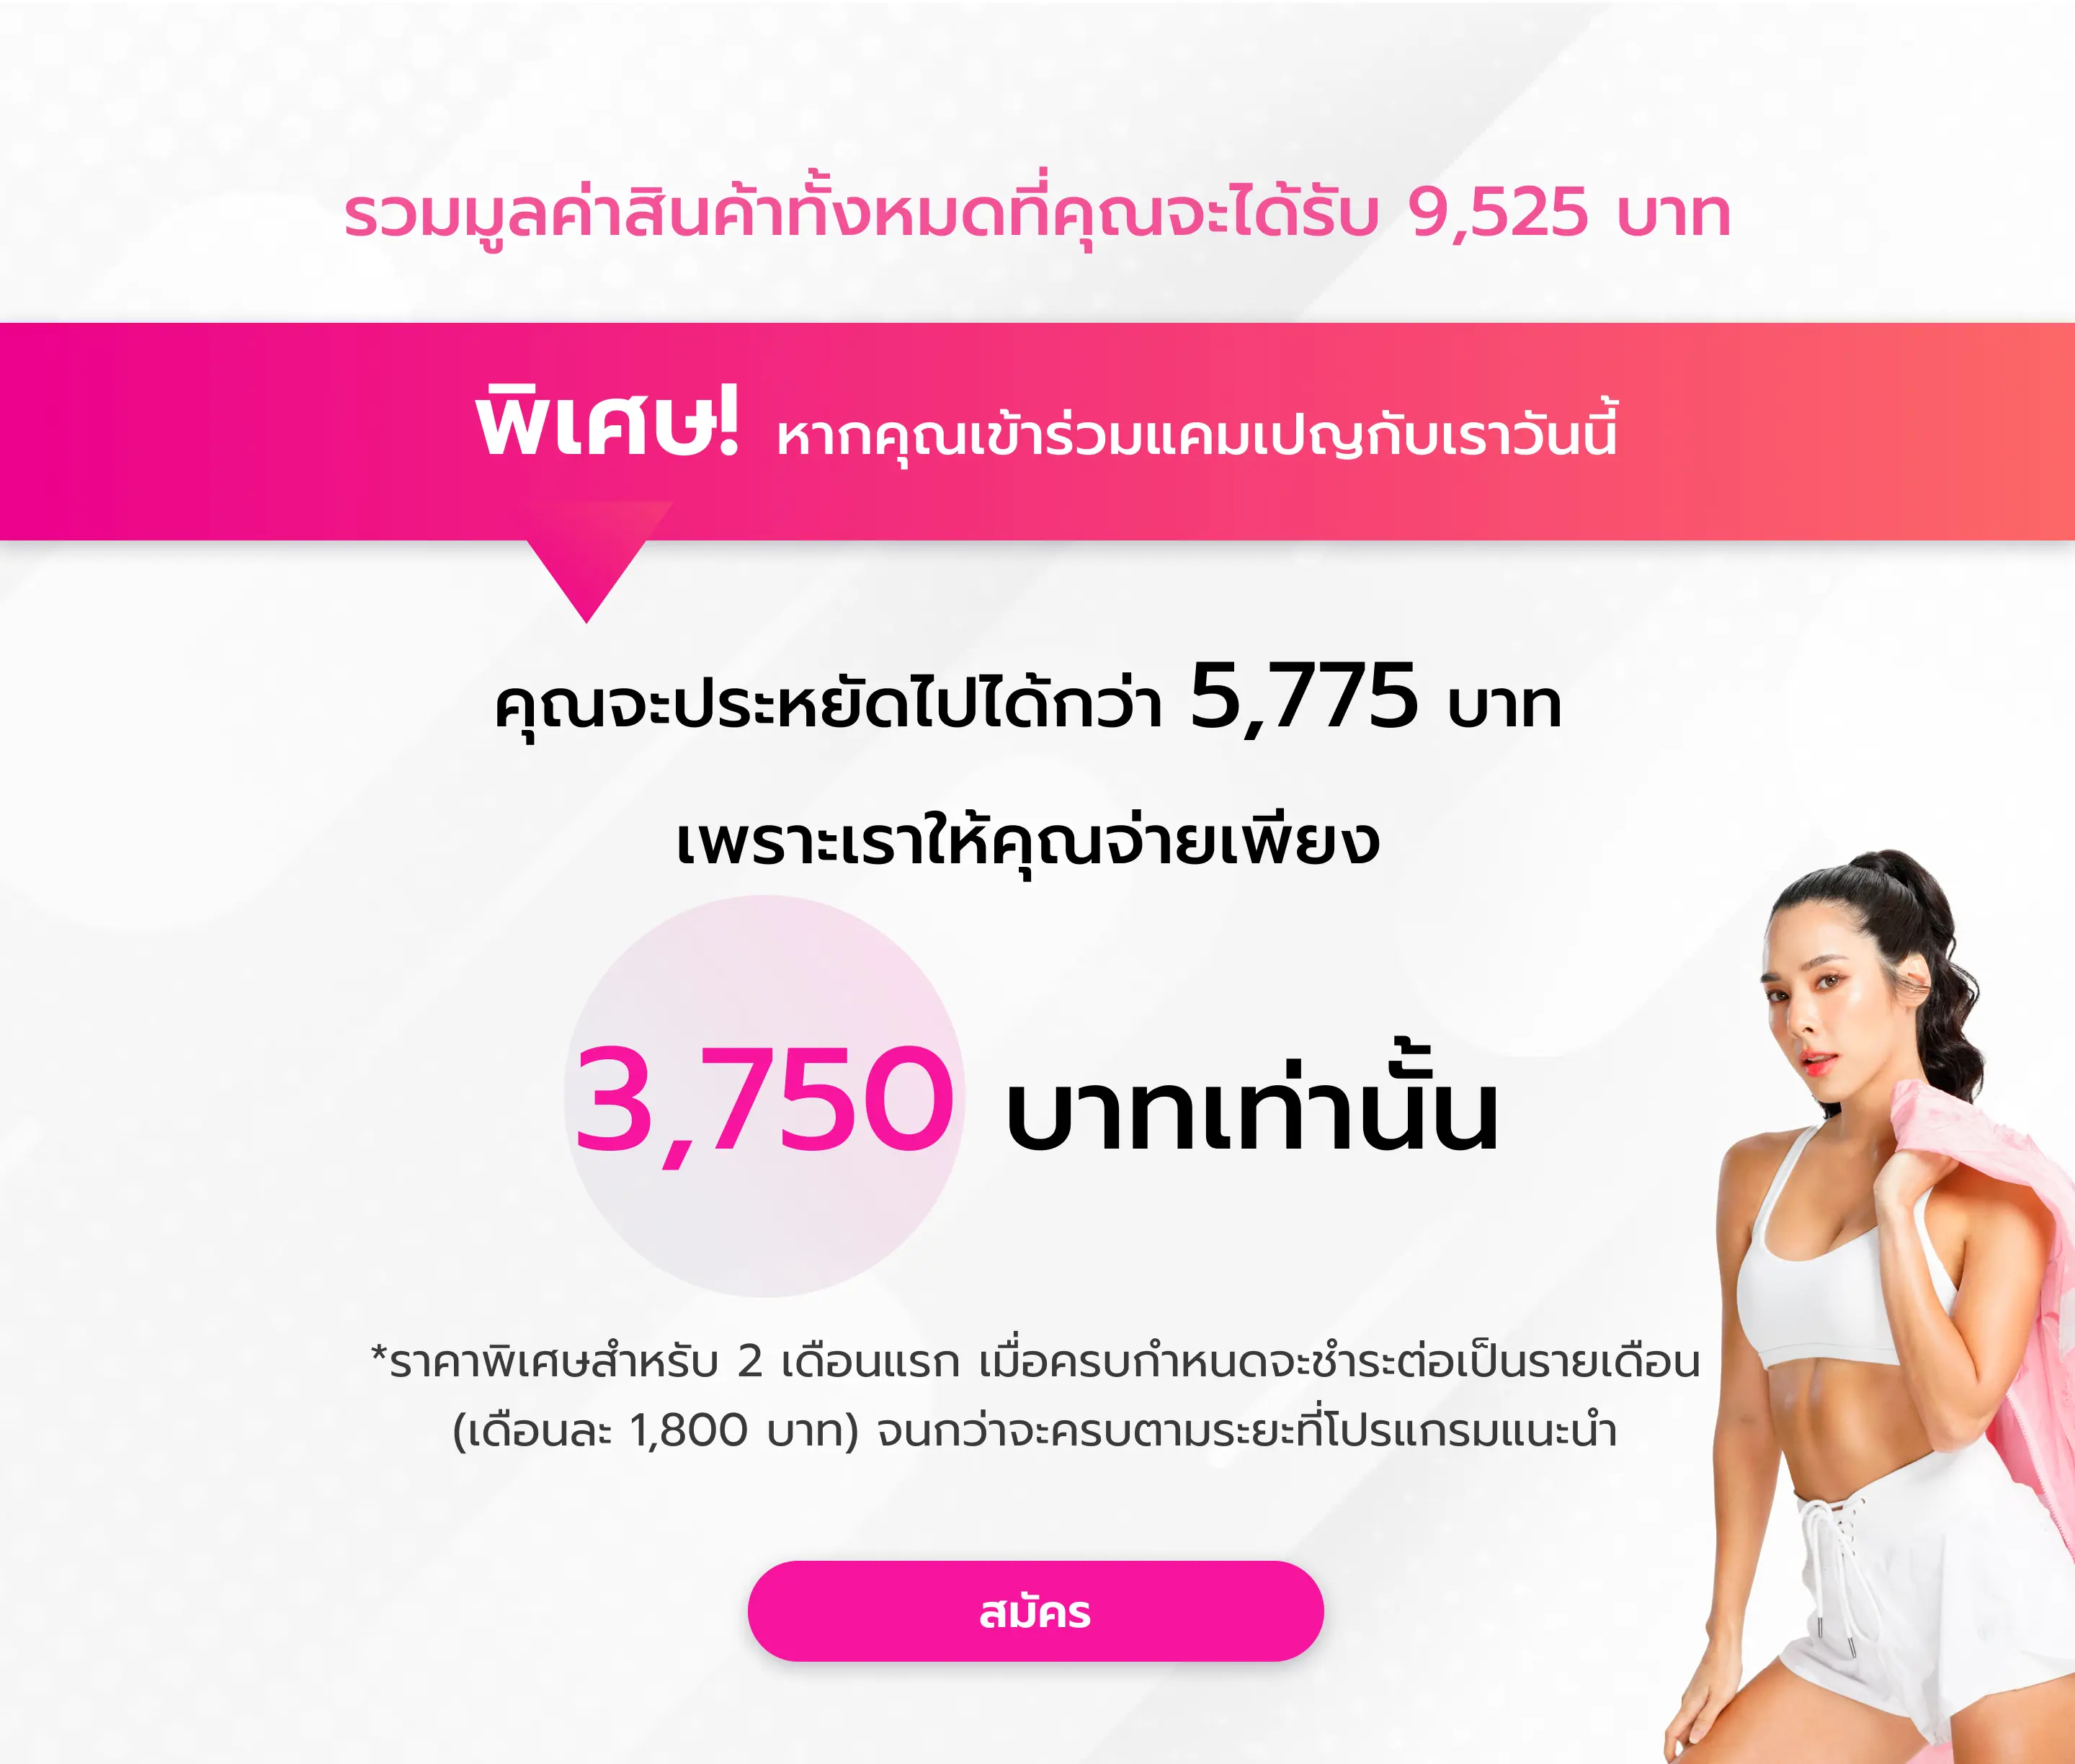 รวมมูลค่าสินค้าทั้งหมดที่คุณจะได้รับ 9,525 บาท
พิเศษ! หากคุณเข้าร่วมแคมเปญกับเราวันนี้
คุณจะประหยัดไปได้กว่า 5,775 บาท
เพราะเราให้คุณจ่ายเพียง
3,750 บาทเท่านั้น
*ราคาพิเศษสำหรับ 2 เดือนแรก เมื่อครบกำหนดจะชำระต่อเป็นรายเดือน
(เดือนละ 1,800 บาท) จนกว่าจะครบตามระยะที่โปรแกรมแนะนำ
สมัคร